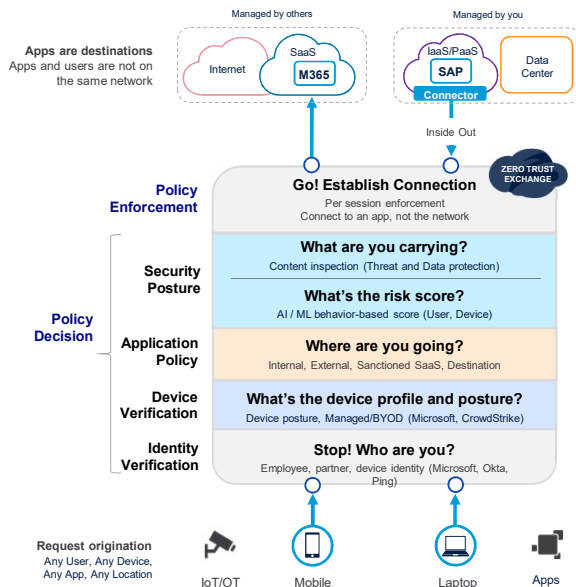 Managed by others
Managed by you
Apps are destinations
Apps and users are not on
the same network
Internet
SaaS
M365
IaaS/PaaS
SAP
Connector
Data
Center
Inside Out
ZERO TRUST
EXCHANGE
Policy
Enforcement
Go! Establish Connection
Per session enforcement
Connect to an app, not the network
Policy
Decision
Security
Posture
What are you carrying?
Content inspection (Threat and Data protection)
What's the risk score?
AI / ML behavior-based score (User, Device)
Application
Policy
Where are you going?
Internal, External, Sanctioned SaaS, Destination
Device
Verification
What's the device profile and posture?
Device posture, Managed/BYOD (Microsoft, CrowdStrike)
Identity
Verification
Stop! Who are you?
Employee, partner, device identity (Microsoft, Okta,
Ping)
Request origination
Any User, Any Device,
Any App, Any Location
IoT/OT
Mobile
Laptop
Apps